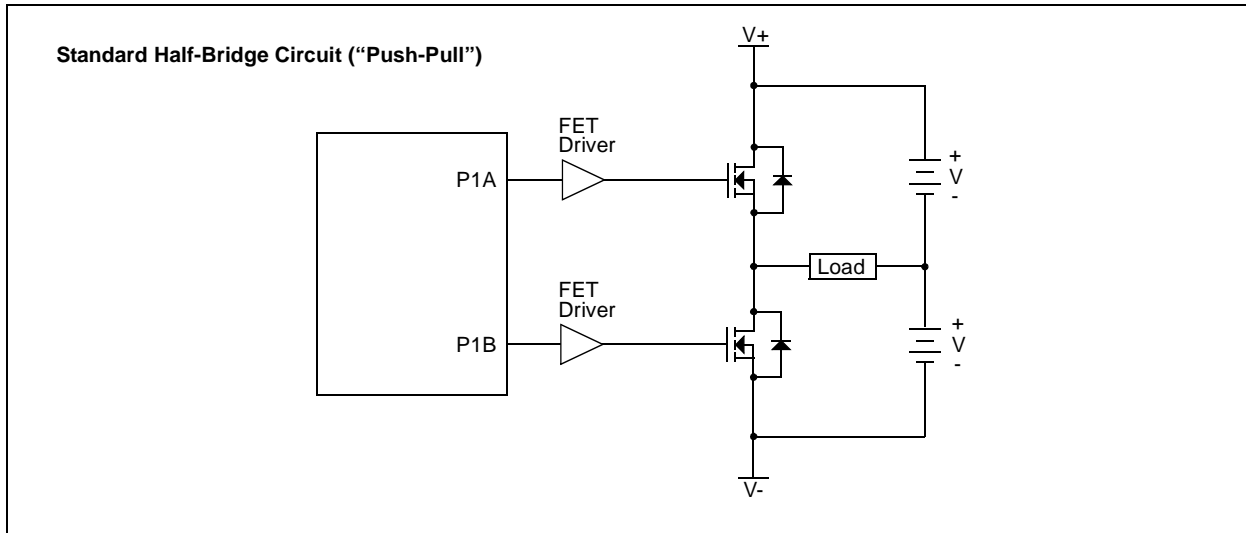 Standard Half-Bridge Circuit (“Push-Pull”)
V+
FET
Driver
P1A
+
V
-
Load
FET
Driver
P1B
+
V
-
V-